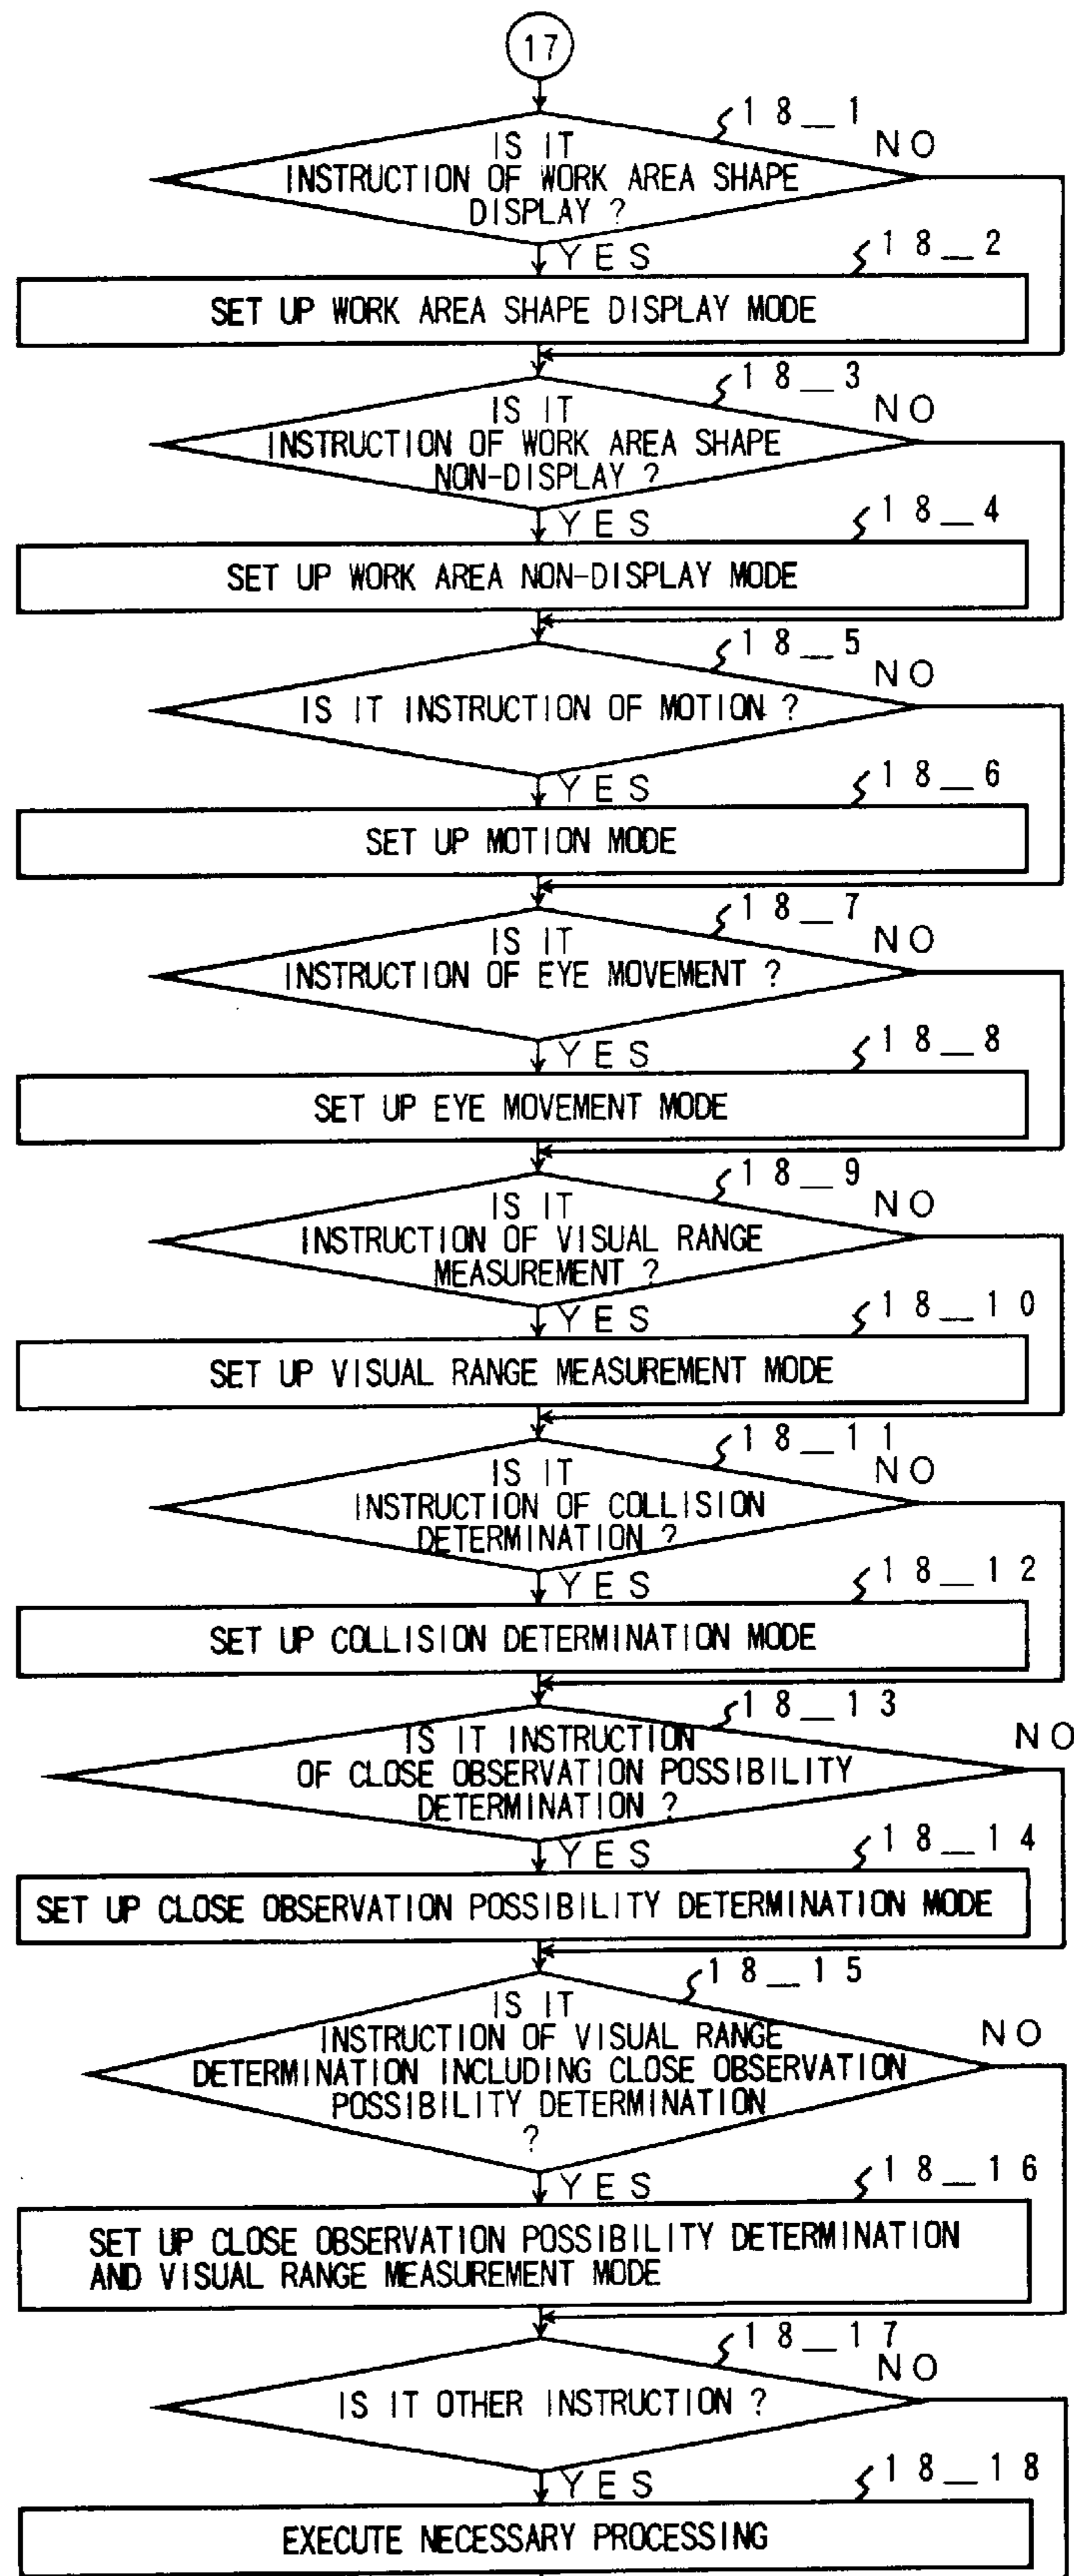 17
18_1
NO
IS IT
INSTRUCTION OF WORK AREA SHAPE
DISPLAY ?
YES
18_2
SET UP WORK AREA SHAPE DISPLAY MODE
18_3
NO
IS IT
INSTRUCTION OF WORK AREA SHAPE
NON-DISPLAY ?
YES
18_4
SET UP WORK AREA NON-DISPLAY MODE
18_5
NO
IS IT INSTRUCTION OF MOTION ?
YES
18_6
SET UP MOTION MODE
18_7
NO
IS IT
INSTRUCTION OF EYE MOVEMENT ?
YES
18_8
SET UP EYE MOVEMENT MODE
18_9
NO
IS IT
INSTRUCTION OF VISUAL RANGE
MEASUREMENT ?
YES
18_10
SET UP VISUAL RANGE MEASUREMENT MODE
18_11
NO
IS IT
INSTRUCTION OF COLLISION
DETERMINATION ?
YES
18_12
SET UP COLLISION DETERMINATION MODE
18_13
NO
IS IT INSTRUCTION
OF CLOSE OBSERVATION POSSIBILITY
DETERMINATION ?
YES
18_14
SET UP CLOSE OBSERVATION POSSIBILITY DETERMINATION MODE
18_15
NO
IS IT
INSTRUCTION OF VISUAL RANGE
DETERMINATION INCLUDING CLOSE OBSERVATION
POSSIBILITY DETERMINATION
?
YES
18_16
SET UP CLOSE OBSERVATION POSSIBILITY DETERMINATION
AND VISUAL RANGE MEASUREMENT MODE
18_17
NO
IS IT OTHER INSTRUCTION ?
YES
18_18
EXECUTE NECESSARY PROCESSING